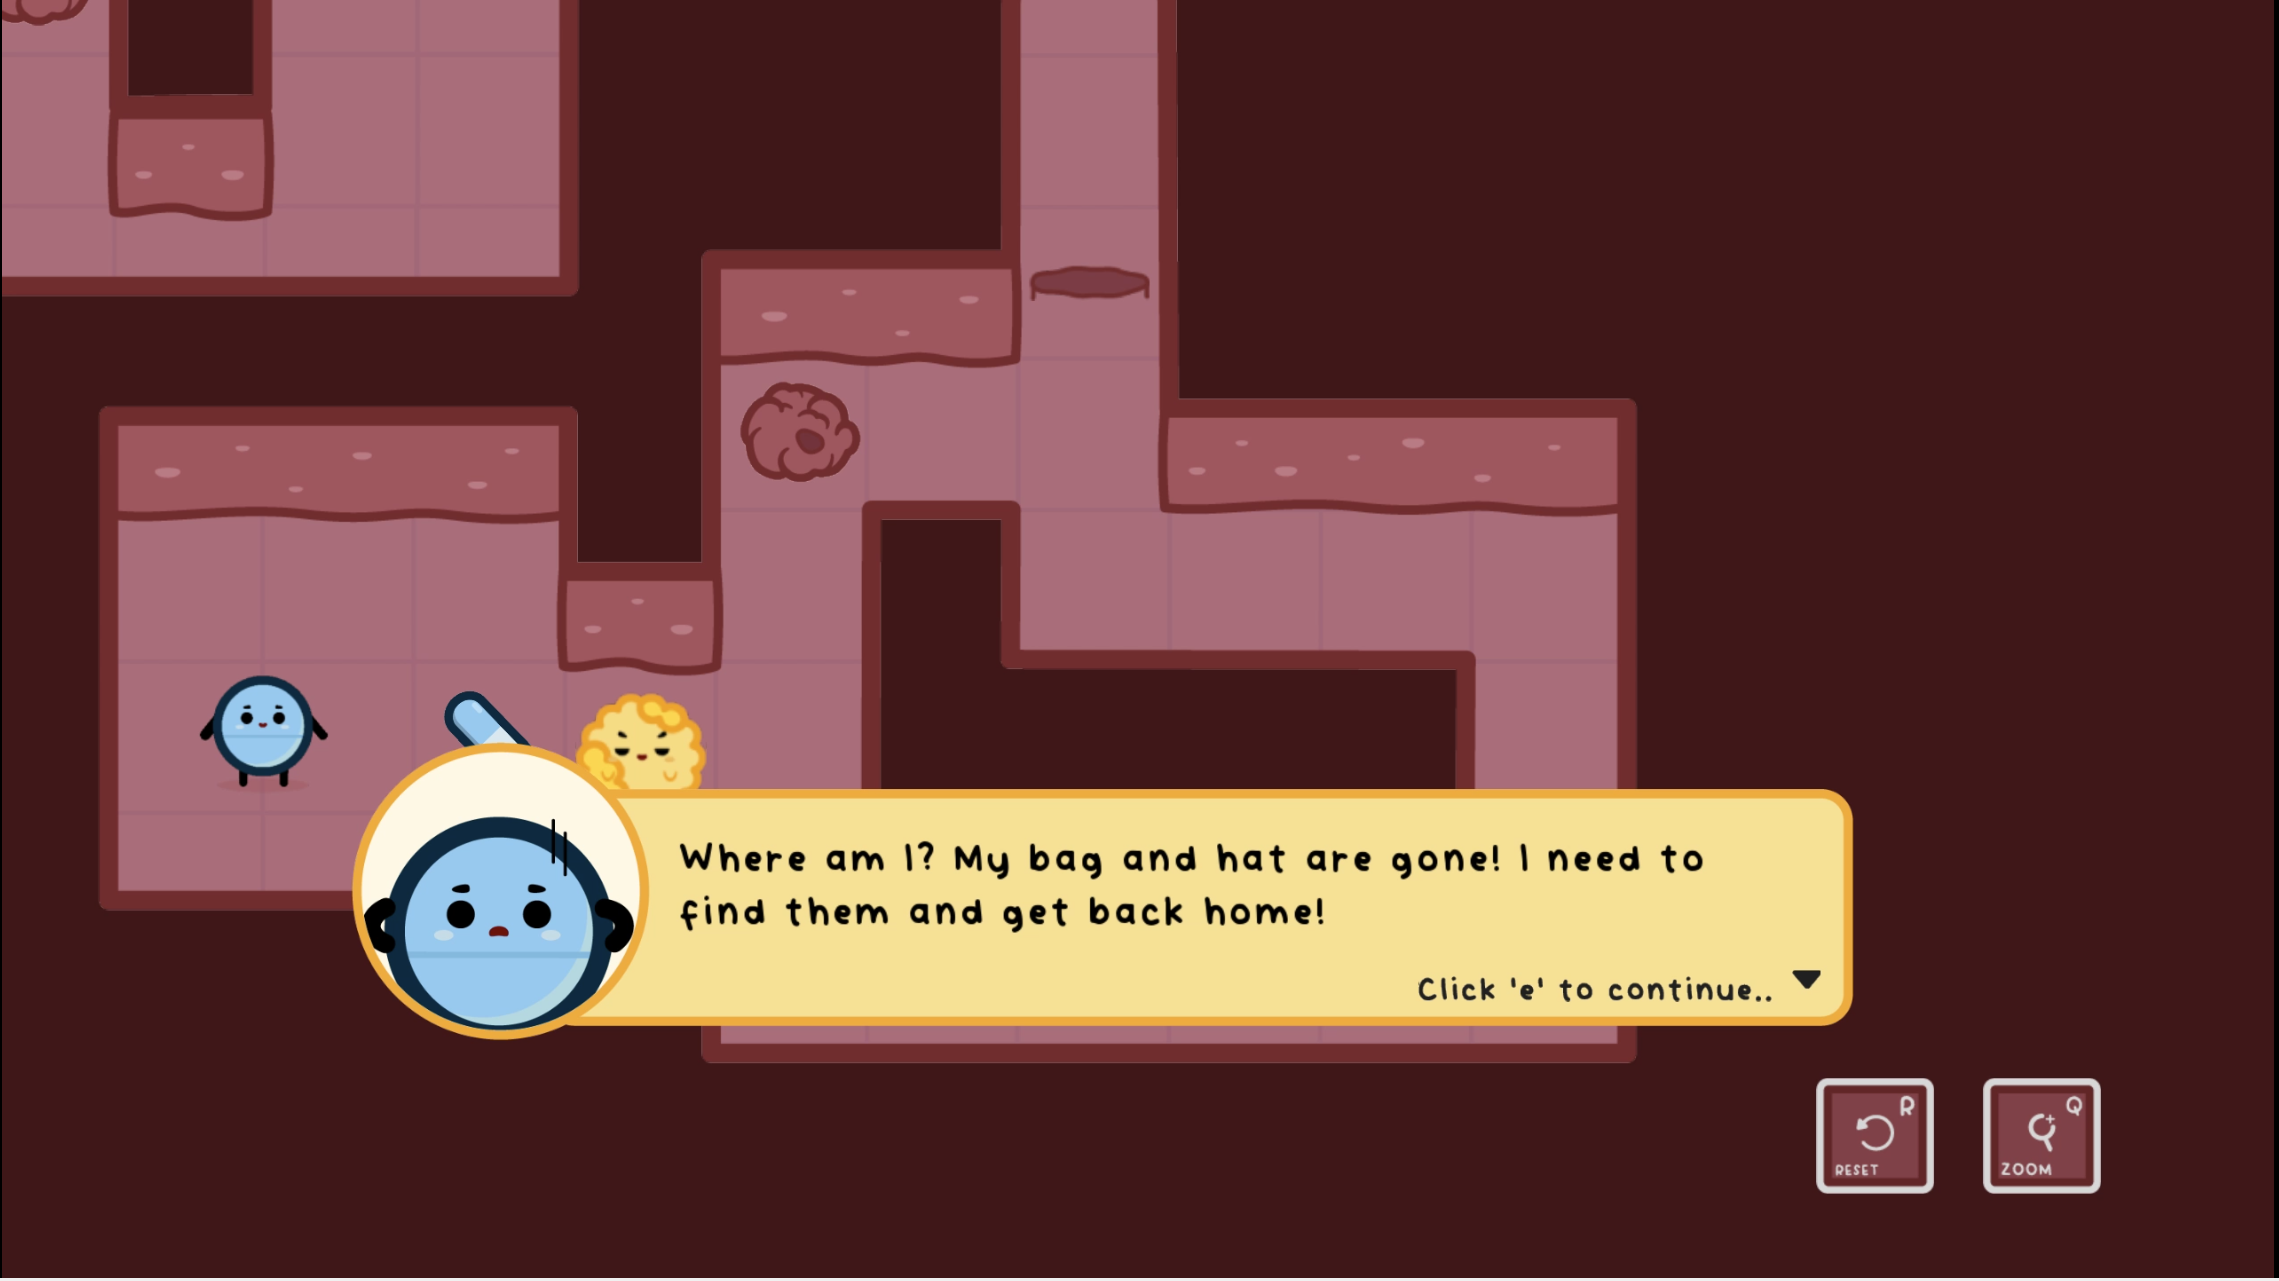 Where am I? My bag and hat are gone! I need to
find them and get back home!
Click 'e' to continue..
R
RESET
Q
ZOOM